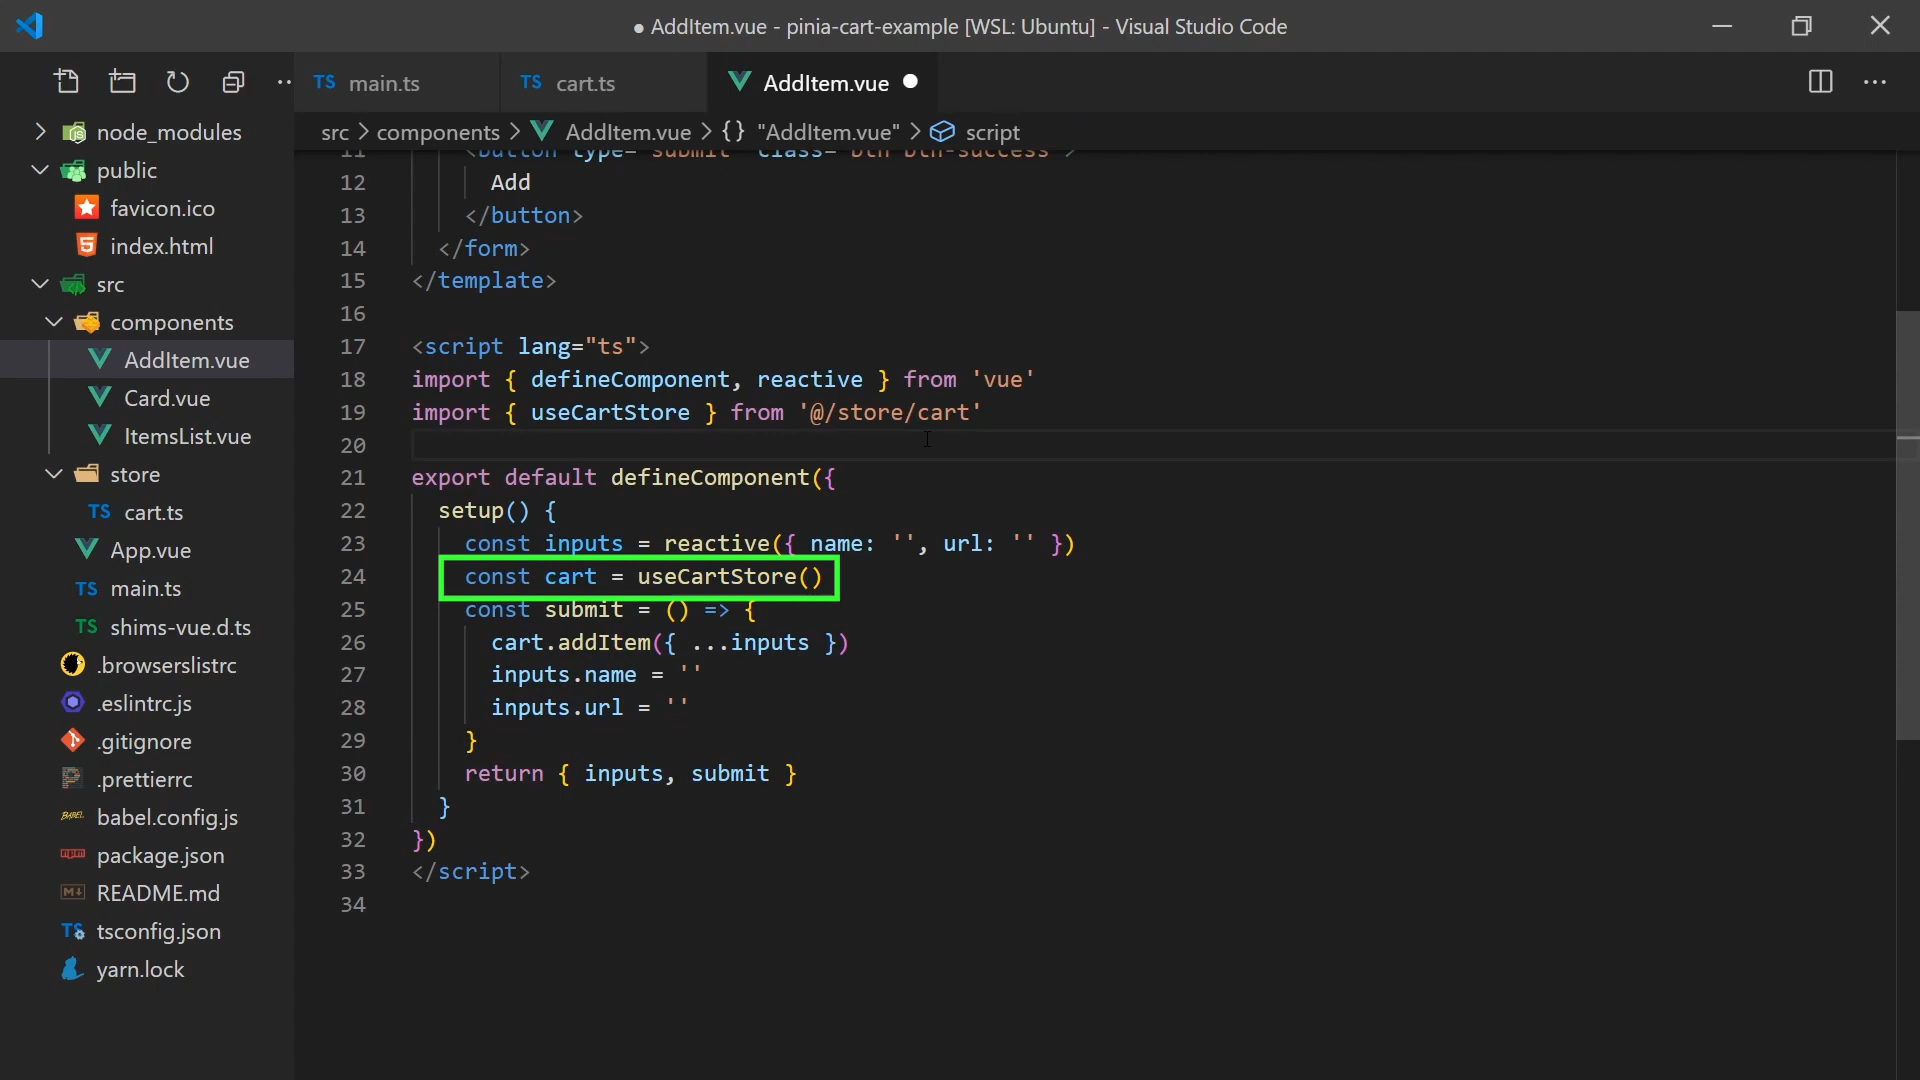 ● AddItem.vue - pinia-cart-example [WSL: Ubuntu] - Visual Studio Code
TS main.ts
TS cart.ts
AddItem.vue
src > components > AddItem.vue > {} "AddItem.vue" > script
node_modules
public
favicon.ico
index.html
src
components
AddItem.vue
Card.vue
ItemsList.vue
store
TS cart.ts
App.vue
TS main.ts
TS shims-vue.d.ts
.browserslistrc
.eslintrc.js
.gitignore
.prettierrc
BABEL babel.config.js
package.json
M↓ README.md
TS tsconfig.json
yarn.lock
11 <button type="submit" class="btn btn-success">
12 Add
13 </button>
14 </form>
15 </template>
16
17 <script lang="ts">
18 import { defineComponent, reactive } from 'vue'
19 import { useCartStore } from '@/store/cart'
20
21 export default defineComponent({
22 setup() {
23 const inputs = reactive({ name: '', url: '' })
24 const cart = useCartStore()
25 const submit = () => {
26 cart.addItem({ ...inputs })
27 inputs.name = ''
28 inputs.url = ''
29 }
30 return { inputs, submit }
31 }
32 })
33 </script>
34